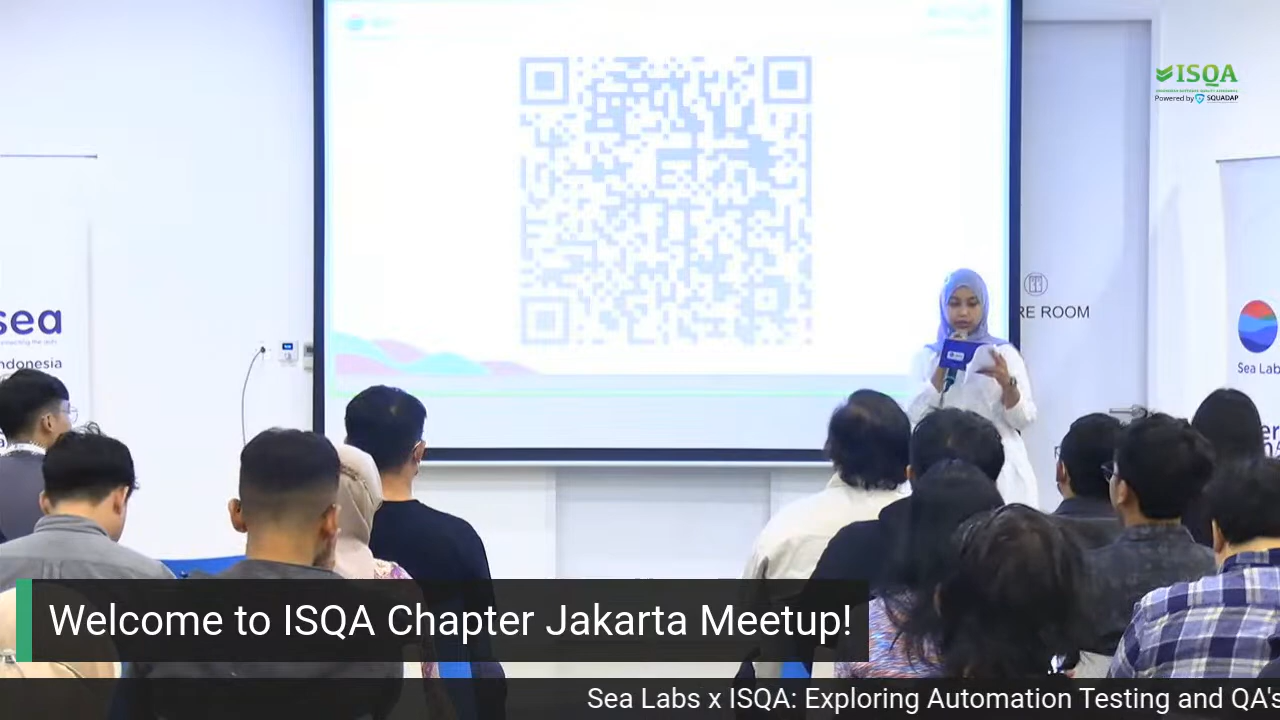 ISQA
Powered by SQUADAP
RE ROOM
sea
ndonesia
Sea Lab
Welcome to ISQA Chapter Jakarta Meetup!
Sea Labs x ISQA: Exploring Automation Testing and QA's